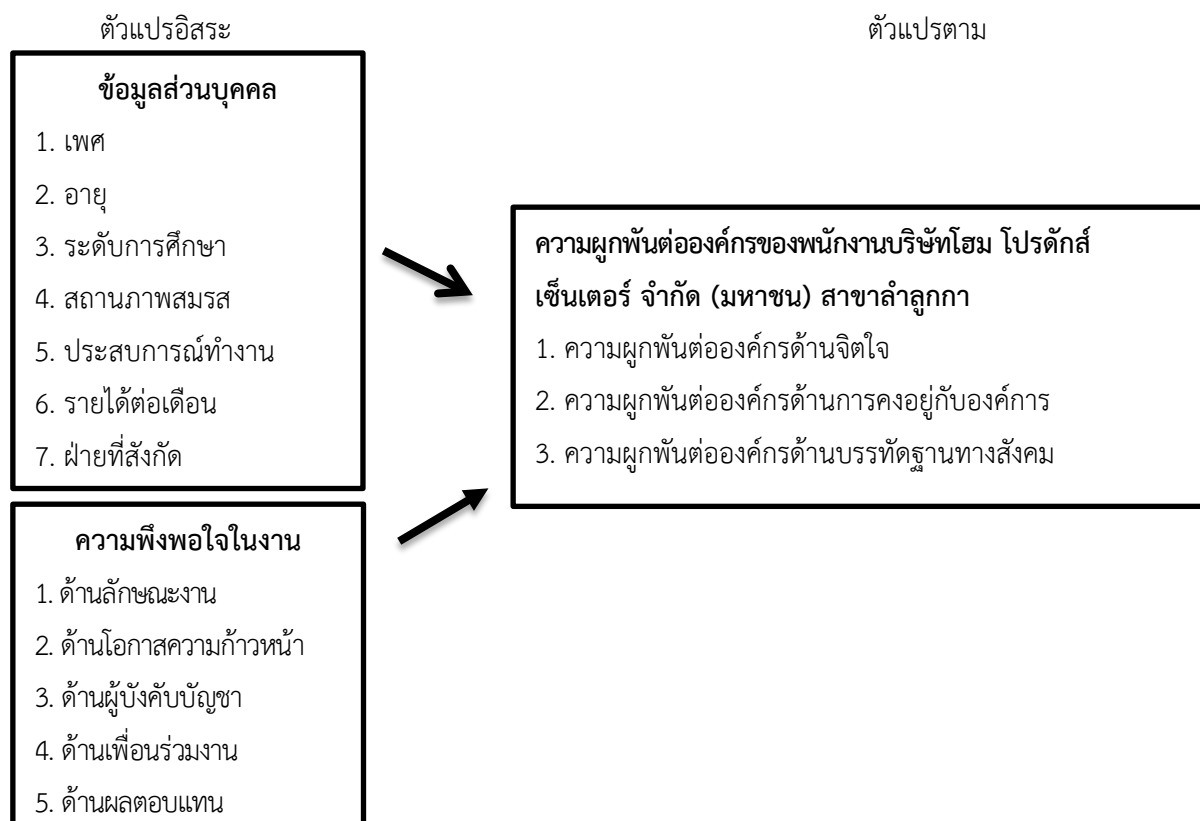 ตัวแปรอิสระ
ตัวแปรตาม
ข้อมูลส่วนบุคคล
1. เพศ
2. อายุ
3. ระดับการศึกษา
4. สถานภาพสมรส
5. ประสบการณ์ทำงาน
6. รายได้ต่อเดือน
7. ฝ่ายที่สังกัด
ความพึงพอใจในงาน
1. ด้านลักษณะงาน
2. ด้านโอกาสความก้าวหน้า
3. ด้านผู้บังคับบัญชา
4. ด้านเพื่อนร่วมงาน
5. ด้านผลตอบแทน
ความผูกพันต่อองค์กรของพนักงานบริษัทโฮม โปรดักส์
เซ็นเตอร์ จำกัด (มหาชน) สาขาลำลูกกา
1. ความผูกพันต่อองค์กรด้านจิตใจ
2. ความผูกพันต่อองค์กรด้านการคงอยู่กับองค์การ
3. ความผูกพันต่อองค์กรด้านบรรทัดฐานทางสังคม